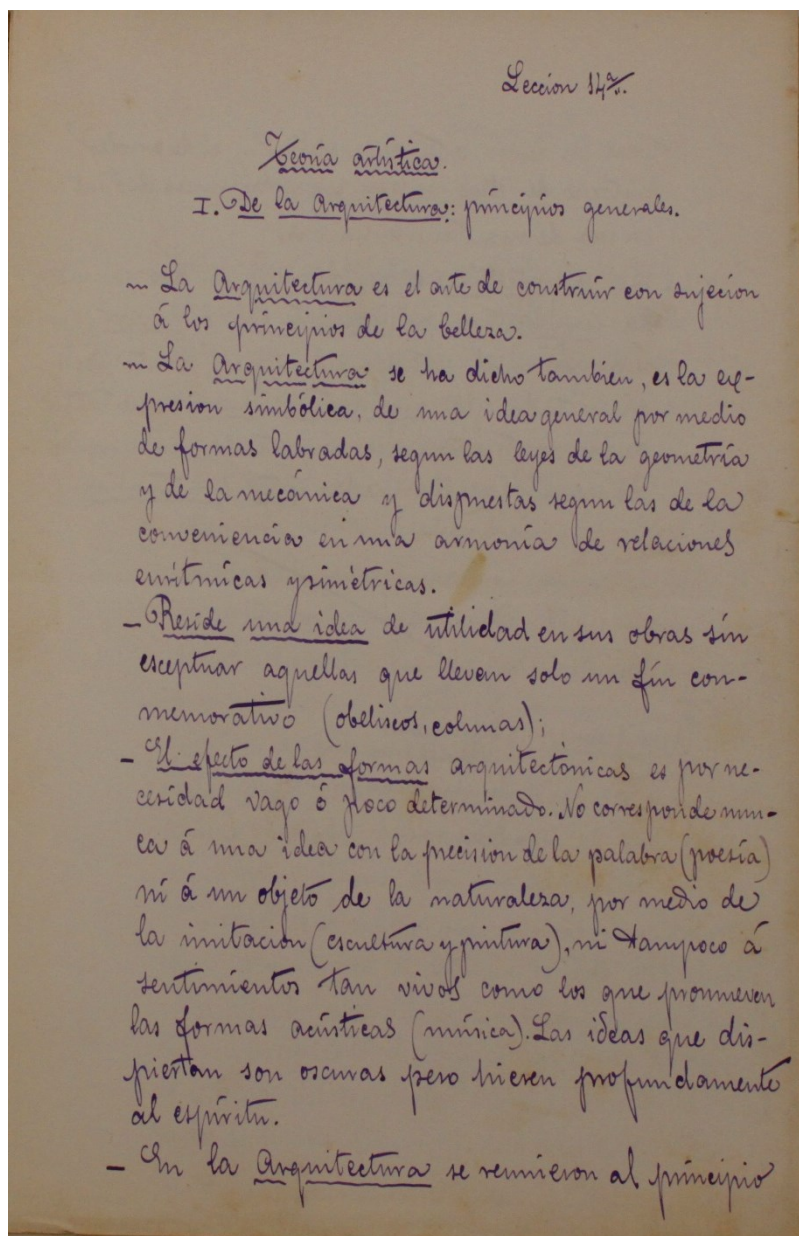 Leccion 14ª.
Teoría artística.
I. De la Arquitectura: principios generales.
~ La Arquitectura es el arte de construir con sujecion
á los principios de la belleza.
~ La Arquitectura se ha dicho tambien, es la ex-
presion simbólica, de una idea general por medio
de formas labradas, segun las leyes de la geometría
y de la mecánica y dispuestas segun las de la
conveniencia en una armonía de relaciones
eurítmicas y simétricas.
- Reside una idea de utilidad en sus obras sin
esceptuar aquellas que llevan solo un fín con-
memorativo (obeliscos, colunas);
- El efecto de las formas arquitectónicas es por ne-
cesidad vago ó poco determinado. No corresponde nun-
ca á una idea con la precision de la palabra (poesía)
ni á un objeto de la naturaleza, por medio de
la imitacion (escultura y pintura), ni tampoco á
sentimientos tan vivos como los que promueven
las formas acústicas (música). Las ideas que dis-
piertan son oscuras pero hieren profundamente
al espíritu.
- En la Arquitectura se reunieron al principio